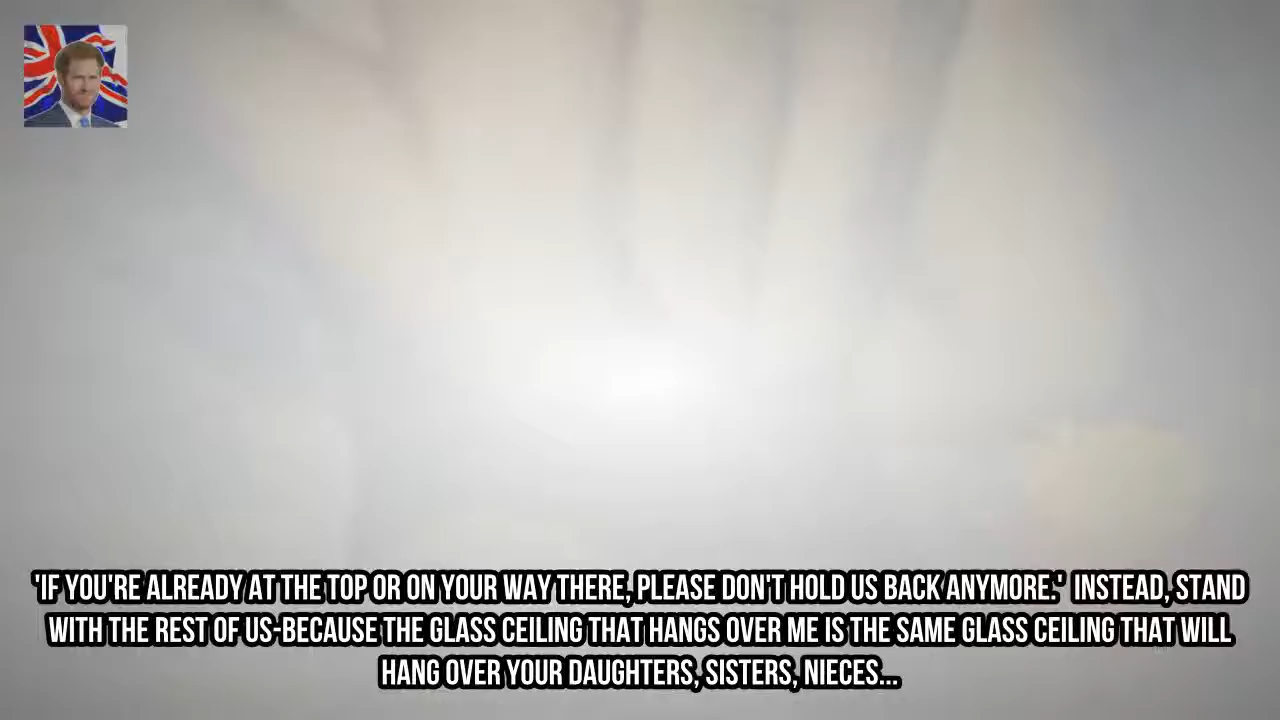 'IF YOU'RE ALREADY AT THE TOP OR ON YOUR WAY THERE, PLEASE DON'T HOLD US BACK ANYMORE.' INSTEAD, STAND
WITH THE REST OF US-BECAUSE THE GLASS CEILING THAT HANGS OVER ME IS THE SAME GLASS CEILING THAT WILL
HANG OVER YOUR DAUGHTERS, SISTERS, NIECES...